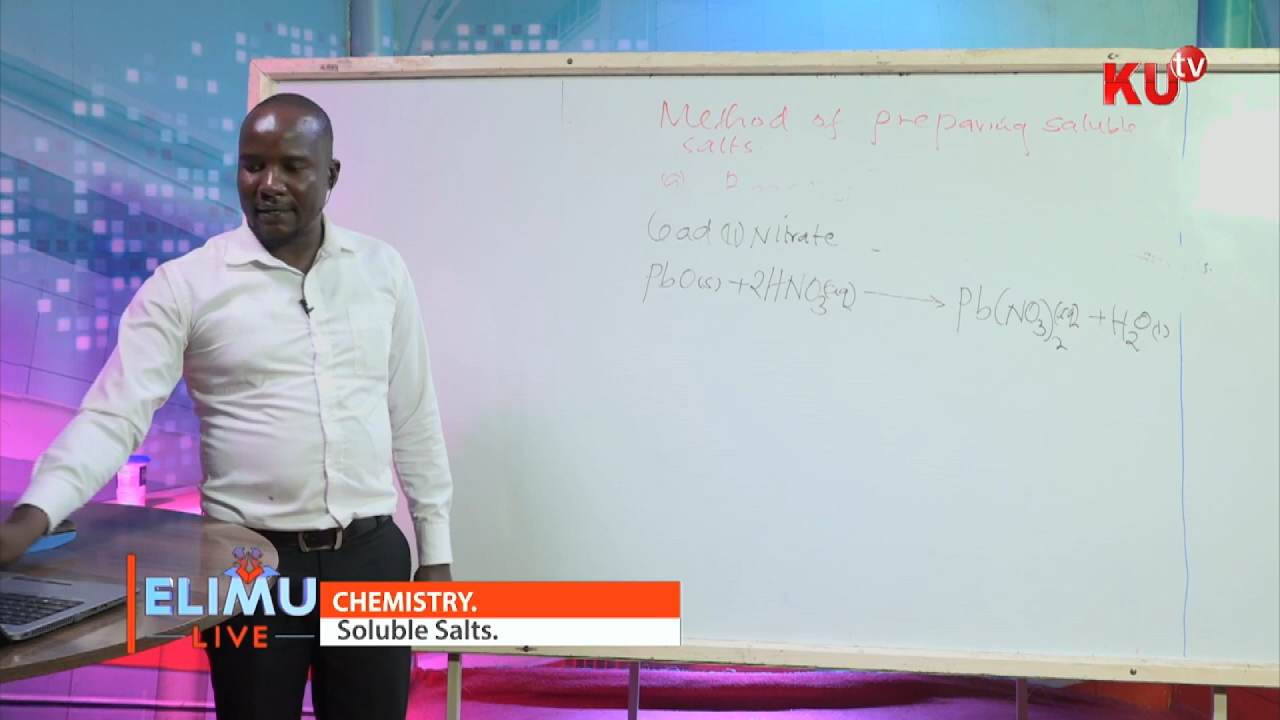 KU tv
Method of preparing soluble
salts.
(a)
Lead (II) Nitrate
PbO(s) + 2HNO3(aq) → Pb(NO3)2(aq) + H2O(l)
ELIMU
LIVE
CHEMISTRY.
Soluble Salts.